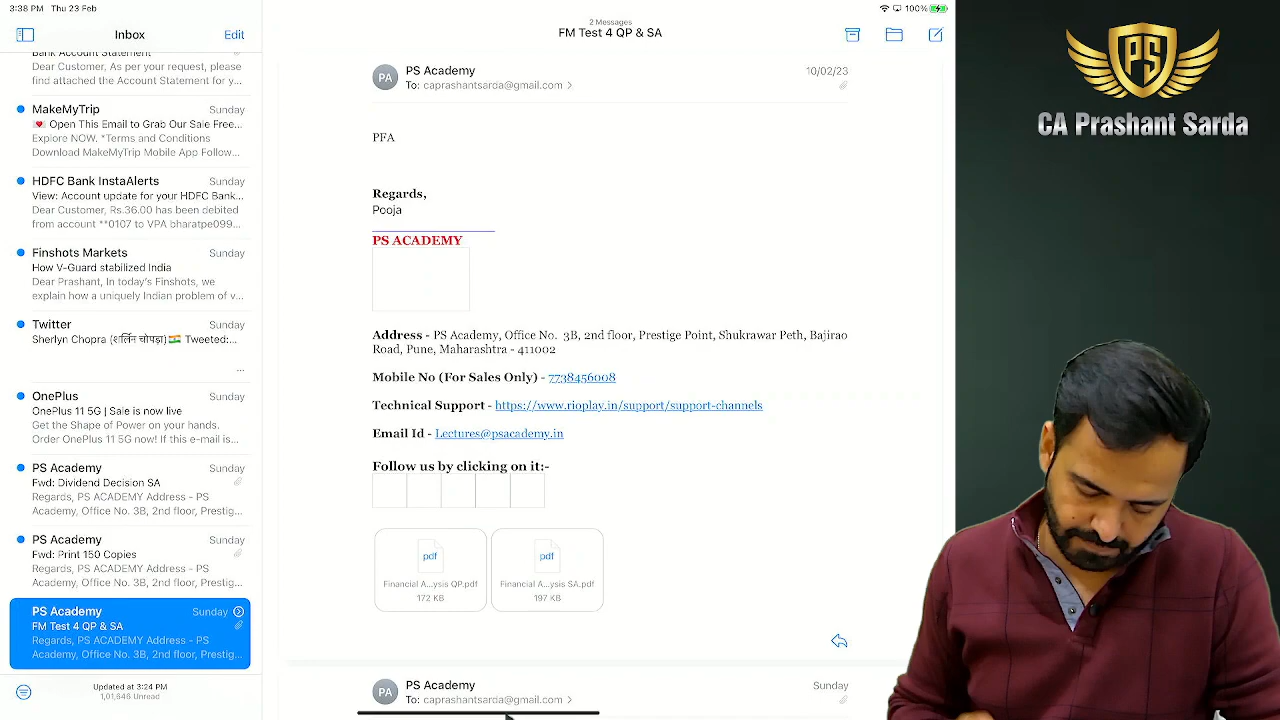 3:38 PM Thu 23 Feb
100%
Inbox
Edit
Bank Account Statement
Dear Customer, As per your request, please
find attached the Account Statement for y...
MakeMyTrip
Sunday
💌 Open This Email to Grab Our Sale Free...
Explore NOW. *Terms and Conditions
Download MakeMyTrip Mobile App Follow...
HDFC Bank InstaAlerts
Sunday
View: Account update for your HDFC Bank...
Dear Customer, Rs.36.00 has been debited
from account **0107 to VPA bharatpe099...
Finshots Markets
Sunday
How V-Guard stabilized India
Dear Prashant, In today's Finshots, we
explain how a uniquely Indian problem of v...
Twitter
Sunday
Sherlyn Chopra (शर्लिन चोपड़ा)🇮🇳 Tweeted:...
...
OnePlus
Sunday
OnePlus 11 5G | Sale is now live
Get the Shape of Power on your hands.
Order OnePlus 11 5G now! If this e-mail is...
PS Academy
Sunday
Fwd: Dividend Decision SA
Regards, PS ACADEMY Address - PS
Academy, Office No. 3B, 2nd floor, Prestig...
PS Academy
Sunday
Fwd: Print 150 Copies
Regards, PS ACADEMY Address - PS
Academy, Office No. 3B, 2nd floor, Prestig...
PS Academy
Sunday
FM Test 4 QP & SA
Regards, PS ACADEMY Address - PS
Academy, Office No. 3B, 2nd floor, Prestig...
Updated at 3:24 PM
1,01,646 Unread
2 Messages
FM Test 4 QP & SA
PA
PS Academy
10/02/23
To: caprashantsarda@gmail.com >
PFA
Regards,
Pooja
PS ACADEMY
Address - PS Academy, Office No. 3B, 2nd floor, Prestige Point, Shukrawar Peth, Bajirao
Road, Pune, Maharashtra - 411002
Mobile No (For Sales Only) - 7738456008
Technical Support - https://www.rioplay.in/support/support-channels
Email Id - Lectures@psacademy.in
Follow us by clicking on it:-
pdf
Financial A...ysis QP.pdf
172 KB
pdf
Financial A...ysis SA.pdf
197 KB
PA
PS Academy
Sunday
To: caprashantsarda@gmail.com >
PS
CA Prashant Sarda